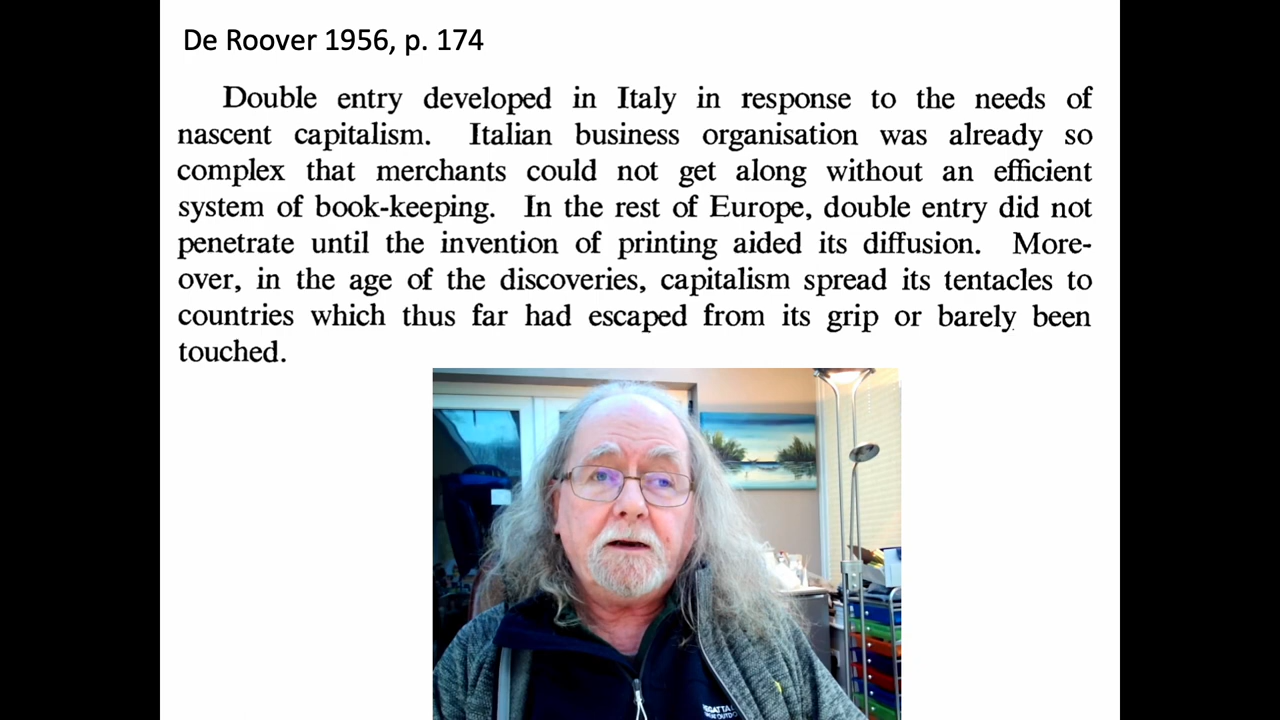 De Roover 1956, p. 174
Double entry developed in Italy in response to the needs of
nascent capitalism. Italian business organisation was already so
complex that merchants could not get along without an efficient
system of book-keeping. In the rest of Europe, double entry did not
penetrate until the invention of printing aided its diffusion. More-
over, in the age of the discoveries, capitalism spread its tentacles to
countries which thus far had escaped from its grip or barely been
touched.
REGATTA